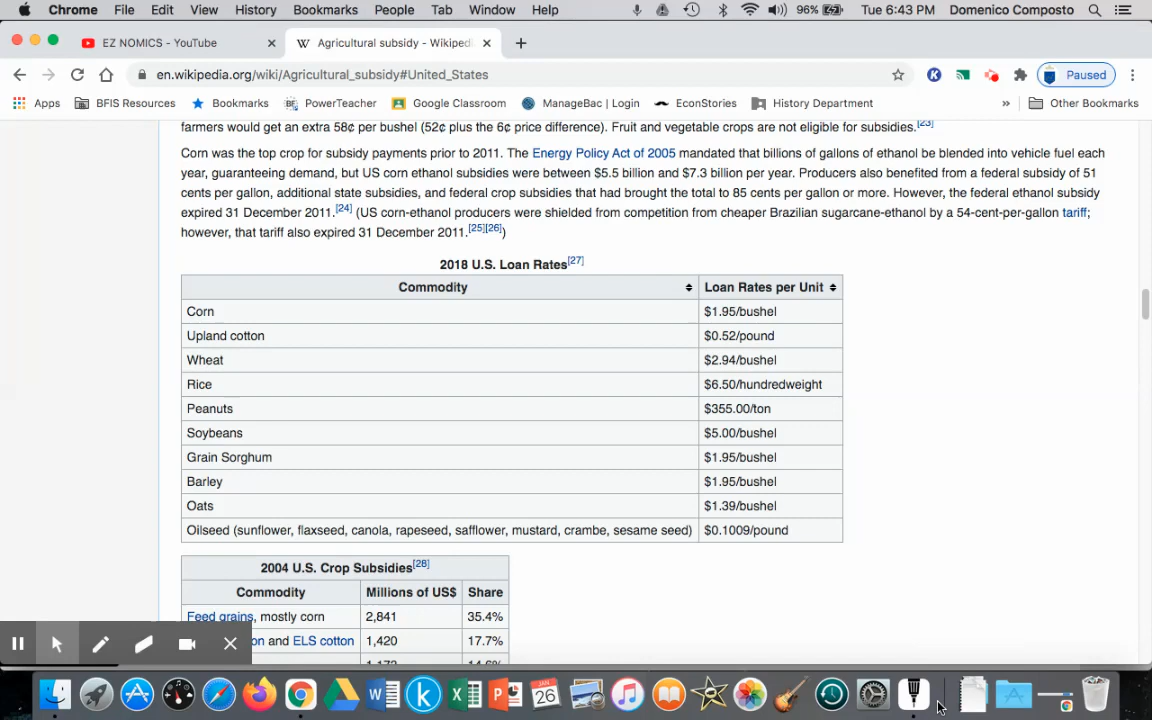 Chrome File Edit View History Bookmarks People Tab Window Help 96% Tue 6:43 PM Domenico Composto
EZ NOMICS - YouTube Agricultural subsidy - Wikiped
en.wikipedia.org/wiki/Agricultural_subsidy#United_States Paused
Apps BFIS Resources Bookmarks PowerTeacher Google Classroom ManageBac | Login EconStories History Department » Other Bookmarks
farmers would get an extra 58¢ per bushel (52¢ plus the 6¢ price difference). Fruit and vegetable crops are not eligible for subsidies.[23]
Corn was the top crop for subsidy payments prior to 2011. The Energy Policy Act of 2005 mandated that billions of gallons of ethanol be blended into vehicle fuel each
year, guaranteeing demand, but US corn ethanol subsidies were between $5.5 billion and $7.3 billion per year. Producers also benefited from a federal subsidy of 51
cents per gallon, additional state subsidies, and federal crop subsidies that had brought the total to 85 cents per gallon or more. However, the federal ethanol subsidy
expired 31 December 2011.[24] (US corn-ethanol producers were shielded from competition from cheaper Brazilian sugarcane-ethanol by a 54-cent-per-gallon tariff;
however, that tariff also expired 31 December 2011.[25][26])
2018 U.S. Loan Rates[27]
Commodity Loan Rates per Unit
Corn $1.95/bushel
Upland cotton $0.52/pound
Wheat $2.94/bushel
Rice $6.50/hundredweight
Peanuts $355.00/ton
Soybeans $5.00/bushel
Grain Sorghum $1.95/bushel
Barley $1.95/bushel
Oats $1.39/bushel
Oilseed (sunflower, flaxseed, canola, rapeseed, safflower, mustard, crambe, sesame seed) $0.1009/pound
2004 U.S. Crop Subsidies[28]
Commodity Millions of US$ Share
Feed grains, mostly corn 2,841 35.4%
on and ELS cotton 1,420 17.7%
JAN
26